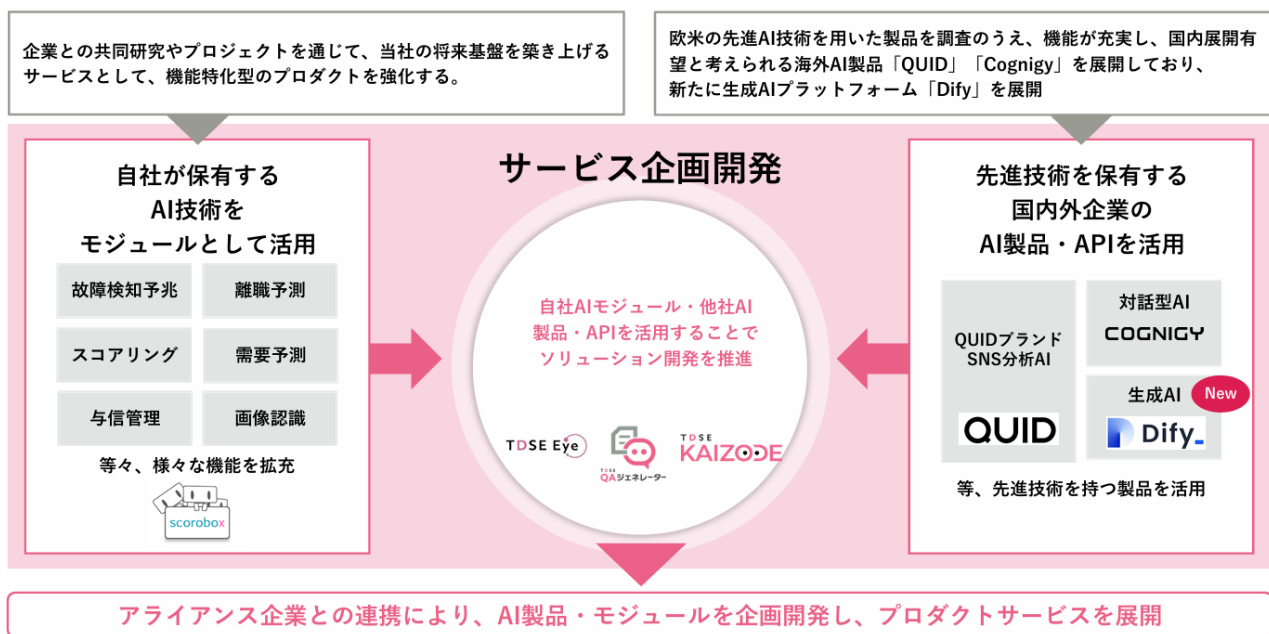 企業との共同研究やプロジェクトを通じて、当社の将来基盤を築き上げる
サービスとして、機能特化型のプロダクトを強化する。
欧米の先進AI技術を用いた製品を調査のうえ、機能が充実し、国内展開有
望と考えられる海外AI製品「QUID」「Cognigy」を展開しており、
新たに生成AIプラットフォーム「Dify」を展開
サービス企画開発
自社が保有する
AI技術を
モジュールとして活用
故障検知予兆
離職予測
スコアリング
需要予測
与信管理
画像認識
等々、様々な機能を拡充
scorobox
自社AIモジュール・他社AI
製品・APIを活用することで
ソリューション開発を推進
TDSE Eye
TDSE
QAジェネレーター
TDSE
KAIZODE
先進技術を保有する
国内外企業の
AI製品・APIを活用
QUIDブランド
SNS分析AI
QUID
対話型AI
COGNIGY
生成AI
New
Dify_
等、先進技術を持つ製品を活用
アライアンス企業との連携により、AI製品・モジュールを企画開発し、プロダクトサービスを展開